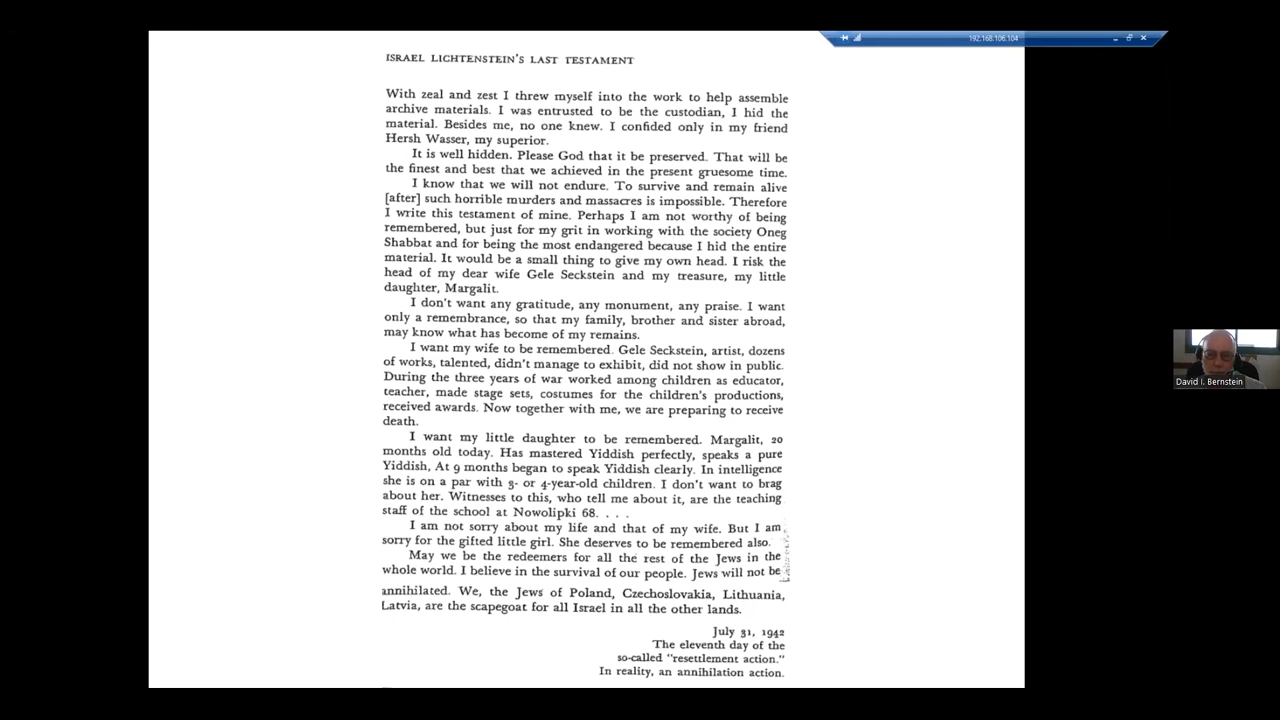 192.168.106.104
ISRAEL LICHTENSTEIN'S LAST TESTAMENT
With zeal and zest I threw myself into the work to help assemble
archive materials. I was entrusted to be the custodian, I hid the
material. Besides me, no one knew. I confided only in my friend
Hersh Wasser, my superior.
It is well hidden. Please God that it be preserved. That will be
the finest and best that we achieved in the present gruesome time.
I know that we will not endure. To survive and remain alive
[after] such horrible murders and massacres is impossible. Therefore
I write this testament of mine. Perhaps I am not worthy of being
remembered, but just for my grit in working with the society Oneg
Shabbat and for being the most endangered because I hid the entire
material. It would be a small thing to give my own head. I risk the
head of my dear wife Gele Seckstein and my treasure, my little
daughter, Margalit.
I don't want any gratitude, any monument, any praise. I want
only a remembrance, so that my family, brother and sister abroad,
may know what has become of my remains.
I want my wife to be remembered. Gele Seckstein, artist, dozens
of works, talented, didn't manage to exhibit, did not show in public.
During the three years of war worked among children as educator,
teacher, made stage sets, costumes for the children's productions,
received awards. Now together with me, we are preparing to receive
death.
I want my little daughter to be remembered. Margalit, 20
months old today. Has mastered Yiddish perfectly, speaks a pure
Yiddish, At 9 months began to speak Yiddish clearly. In intelligence
she is on a par with 3- or 4-year-old children. I don't want to brag
about her. Witnesses to this, who tell me about it, are the teaching
staff of the school at Nowolipki 68. . . .
I am not sorry about my life and that of my wife. But I am
sorry for the gifted little girl. She deserves to be remembered also.
May we be the redeemers for all the rest of the Jews in the
whole world. I believe in the survival of our people. Jews will not be
annihilated. We, the Jews of Poland, Czechoslovakia, Lithuania,
Latvia, are the scapegoat for all Israel in all the other lands.
July 31, 1942
The eleventh day of the
so-called "resettlement action."
In reality, an annihilation action.
David I. Bernstein